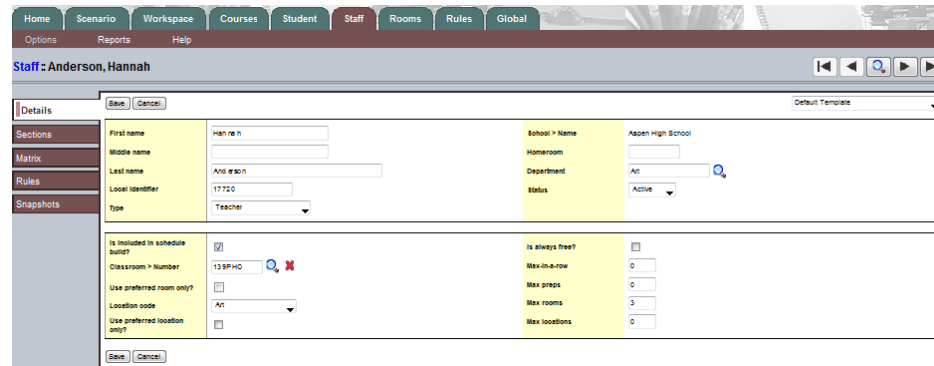 Home Scenario Workspace Courses Student Staff Rooms Rules Global
Options Reports Help
Staff :: Anderson, Hannah
Details
Sections
Matrix
Rules
Snapshots
Save Cancel Default Template
First name Hannah School > Name Aspen High School
Middle name Homeroom
Last name Anderson Department Art
Local Identifier 17720 Status Active
Type Teacher
Is included in schedule build? Is always free?
Classroom > Number 139PHO Max-in-a-row 0
Use preferred room only? Max preps 0
Location code Art Max rooms 3
Use preferred location only? Max locations 0
Save Cancel